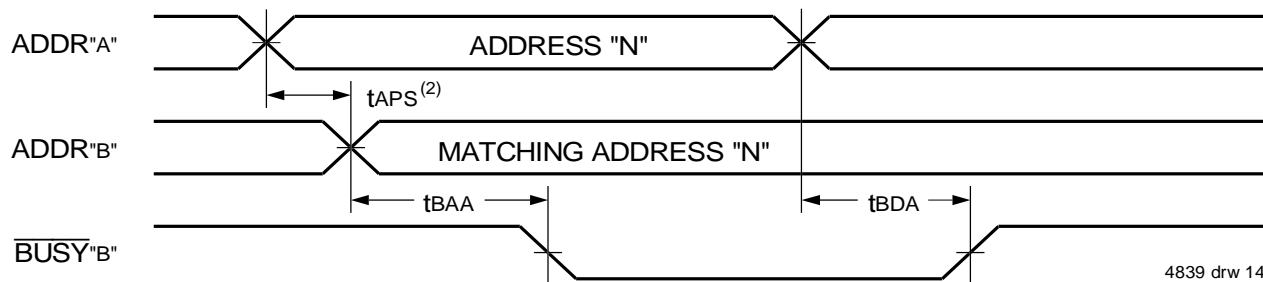 ADDR"A"
ADDRESS "N"
tAPS(2)
ADDR"B"
MATCHING ADDRESS "N"
tBAA
tBDA
BUSY"B"
4839 drw 14